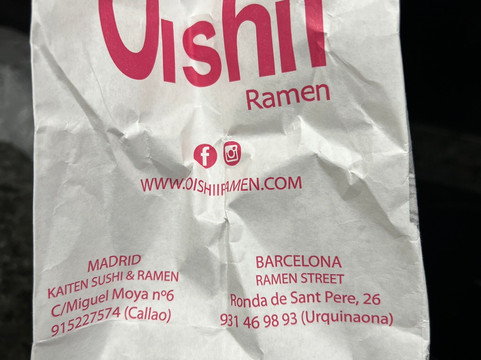 Oishii
Ramen
WWW.OISHIIRAMEN.COM
MADRID
KAITEN SUSHI & RAMEN
C/Miguel Moya nº6
915227574 (Callao)
BARCELONA
RAMEN STREET
Ronda de Sant Pere, 26
931 46 98 93 (Urquinaona)